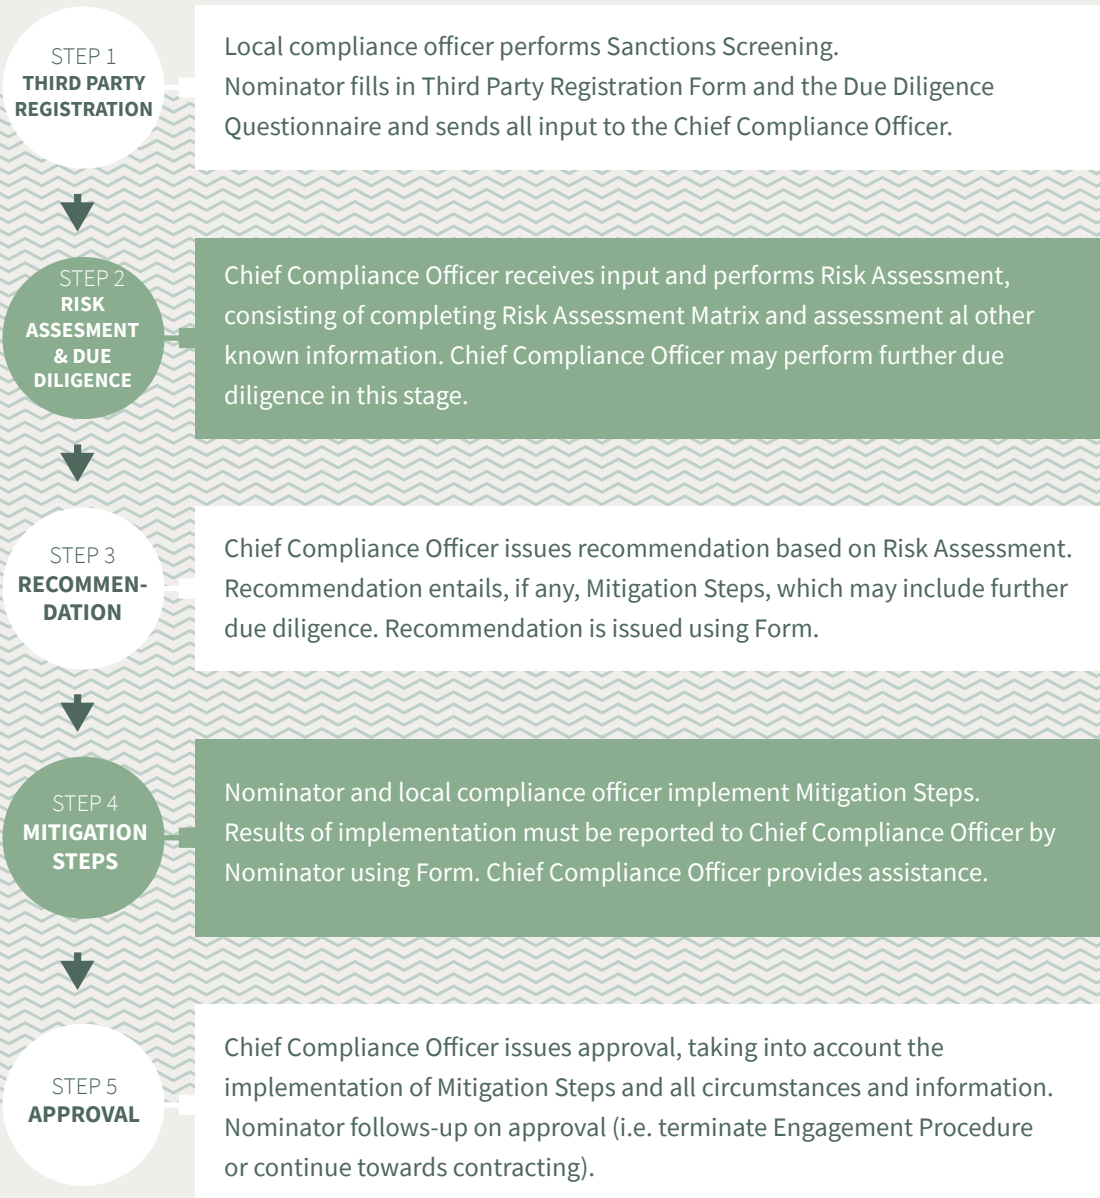 STEP 1
THIRD PARTY
REGISTRATION
Local compliance officer performs Sanctions Screening.
Nominator fills in Third Party Registration Form and the Due Diligence
Questionnaire and sends all input to the Chief Compliance Officer.
STEP 2
RISK
ASSESMENT
& DUE
DILIGENCE
Chief Compliance Officer receives input and performs Risk Assessment,
consisting of completing Risk Assessment Matrix and assessment al other
known information. Chief Compliance Officer may perform further due
diligence in this stage.
STEP 3
RECOMMEN-
DATION
Chief Compliance Officer issues recommendation based on Risk Assessment.
Recommendation entails, if any, Mitigation Steps, which may include further
due diligence. Recommendation is issued using Form.
STEP 4
MITIGATION
STEPS
Nominator and local compliance officer implement Mitigation Steps.
Results of implementation must be reported to Chief Compliance Officer by
Nominator using Form. Chief Compliance Officer provides assistance.
STEP 5
APPROVAL
Chief Compliance Officer issues approval, taking into account the
implementation of Mitigation Steps and all circumstances and information.
Nominator follows-up on approval (i.e. terminate Engagement Procedure
or continue towards contracting).